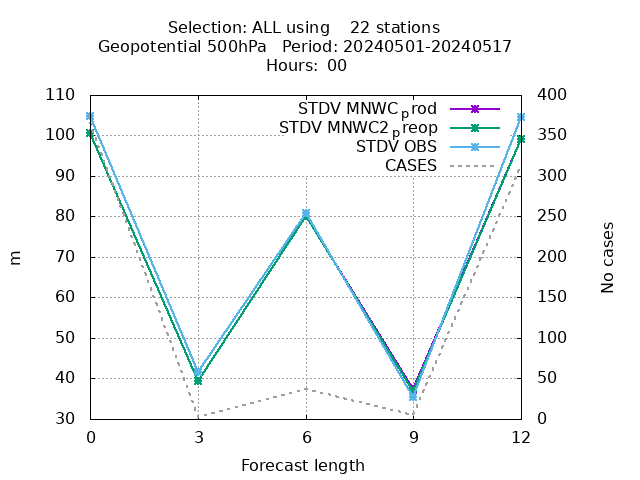 Selection: ALL using 22 stations
Geopotential 500hPa Period: 20240501-20240517
Hours: 00
110 400
STDV MNWC_prod
STDV MNWC2_preop
100 350
STDV OBS
CASES
90 300
80 250
70 200
m
No cases
60 150
50 100
40 50
30 0
0 3 6 9 12
Forecast length